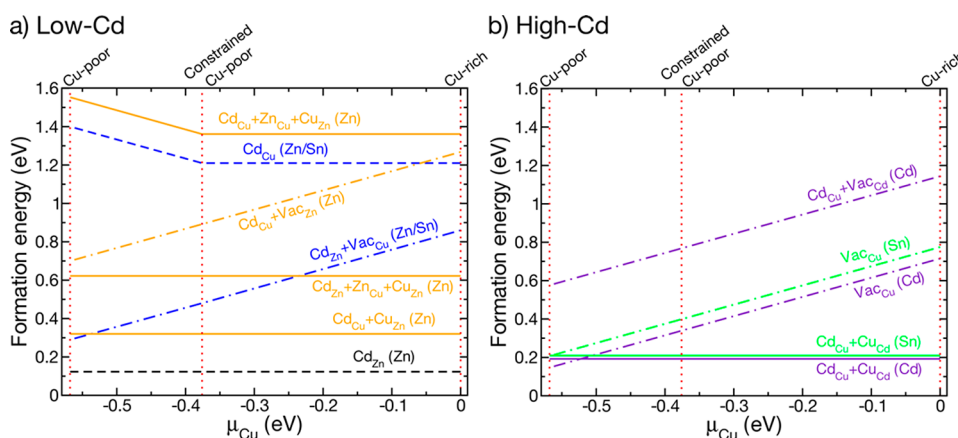 a) Low-Cd
b) High-Cd
Cu-poor
Constrained
Cu-poor
Cu-rich
Cu-poor
Constrained
Cu-poor
Cu-rich
Formation energy (eV)
1.6
1.4
1.2
1
0.8
0.6
0.4
0.2
0
Cd_Cu+Zn_Cu+Cu_Zn (Zn)
Cd_Cu (Zn/Sn)
Cd_Cu+Vac_Zn (Zn)
Cd_Zn+Vac_Cu (Zn/Sn)
Cd_Zn+Zn_Cu+Cu_Zn (Zn)
Cd_Cu+Cu_Zn (Zn)
Cd_Zn (Zn)
-0.5
-0.4
-0.3
-0.2
-0.1
0
μ_Cu (eV)
Formation energy (eV)
1.6
1.4
1.2
1
0.8
0.6
0.4
0.2
0
Cd_Cu+Vac_Cd (Cd)
Vac_Cu (Sn)
Vac_Cu (Cd)
Cd_Cu+Cu_Cd (Sn)
Cd_Cu+Cu_Cd (Cd)
-0.5
-0.4
-0.3
-0.2
-0.1
0
μ_Cu (eV)